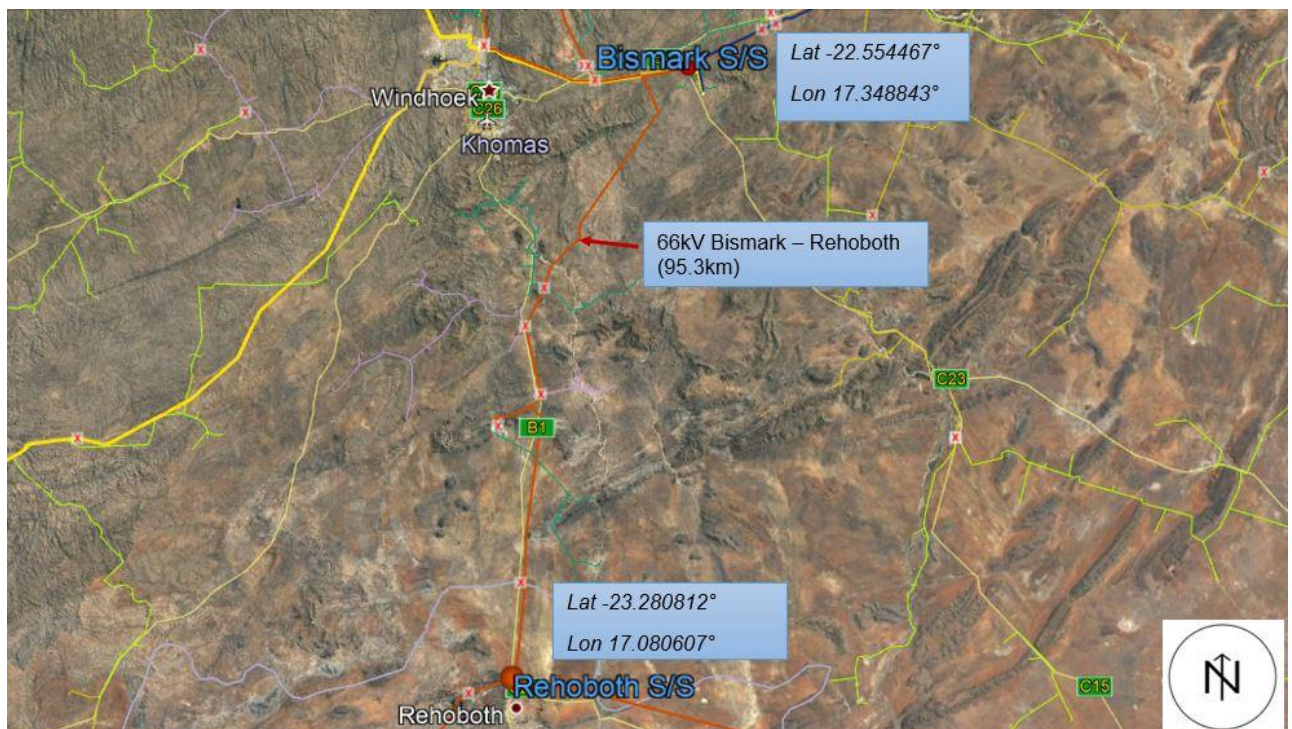 Bismark S/S
Lat -22.554467°
Lon 17.348843°
Windhoek
C26
Khomas
66kV Bismark – Rehoboth
(95.3km)
C23
B1
Lat -23.280812°
Lon 17.080607°
Rehoboth S/S
C15
Rehoboth
N